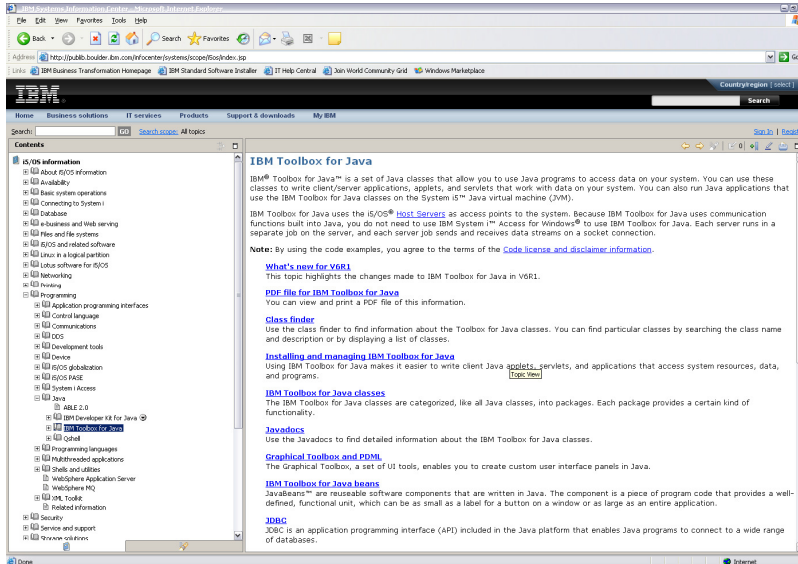 IBM Systems Information Center - Microsoft Internet Explorer
File Edit View Favorites Tools Help
Back Search Favorites
Address http://publib.boulder.ibm.com/infocenter/systems/scope/i5os/index.jsp Go
Links IBM Business Transformation Homepage IBM Standard Software Installer IT Help Central Join World Community Grid Windows Marketplace
Country/region [ select ]
IBM.
Search
Home Business solutions IT services Products Support & downloads My IBM
Search: GO Search scope: All topics Sign In | Regist
Contents
i5/OS information
About i5/OS information
Availability
Basic system operations
Connecting to System i
Database
e-business and Web serving
Files and file systems
i5/OS and related software
Linux in a logical partition
Lotus software for i5/OS
Networking
Printing
Programming
Application programming interfaces
Control language
Communications
DDS
Development tools
Device
i5/OS globalization
i5/OS PASE
System i Access
Java
ABLE 2.0
IBM Developer Kit for Java
IBM Toolbox for Java
Qshell
Programming languages
Multithreaded applications
Shells and utilities
WebSphere Application Server
WebSphere MQ
XML Toolkit
Related information
Security
Service and support
Storage solutions
IBM Toolbox for Java
IBM® Toolbox for Java™ is a set of Java classes that allow you to use Java programs to access data on your system. You can use these
classes to write client/server applications, applets, and servlets that work with data on your system. You can also run Java applications that
use the IBM Toolbox for Java classes on the System i5™ Java virtual machine (JVM).
IBM Toolbox for Java uses the i5/OS® Host Servers as access points to the system. Because IBM Toolbox for Java uses communication
functions built into Java, you do not need to use IBM System i™ Access for Windows® to use IBM Toolbox for Java. Each server runs in a
separate job on the server, and each server job sends and receives data streams on a socket connection.
Note: By using the code examples, you agree to the terms of the Code license and disclaimer information.
What's new for V6R1
This topic highlights the changes made to IBM Toolbox for Java in V6R1.
PDF file for IBM Toolbox for Java
You can view and print a PDF file of this information.
Class finder
Use the class finder to find information about the Toolbox for Java classes. You can find particular classes by searching the class name
and description or by displaying a list of classes.
Installing and managing IBM Toolbox for Java
Using IBM Toolbox for Java makes it easier to write client Java applets, servlets, and applications that access system resources, data,
and programs.
Topic View
IBM Toolbox for Java classes
The IBM Toolbox for Java classes are categorized, like all Java classes, into packages. Each package provides a certain kind of
functionality.
Javadocs
Use the Javadocs to find detailed information about the IBM Toolbox for Java classes.
Graphical Toolbox and PDML
The Graphical Toolbox, a set of UI tools, enables you to create custom user interface panels in Java.
IBM Toolbox for Java beans
JavaBeans™ are reuseable software components that are written in Java. The component is a piece of program code that provides a well-
defined, functional unit, which can be as small as a label for a button on a window or as large as an entire application.
JDBC
JDBC is an application programming interface (API) included in the Java platform that enables Java programs to connect to a wide range
of databases.
Done Internet